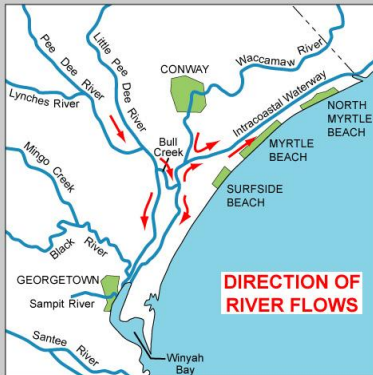 Pee Dee River
Little
Pee Dee River
Waccamaw
River
CONWAY
Lynches River
Intracoastal Waterway
NORTH
MYRTLE
BEACH
Bull
Creek
MYRTLE
BEACH
Mingo
Creek
SURFSIDE
BEACH
Black
River
GEORGETOWN
DIRECTION OF
RIVER FLOWS
Sampit River
Santee
River
Winyah
Bay